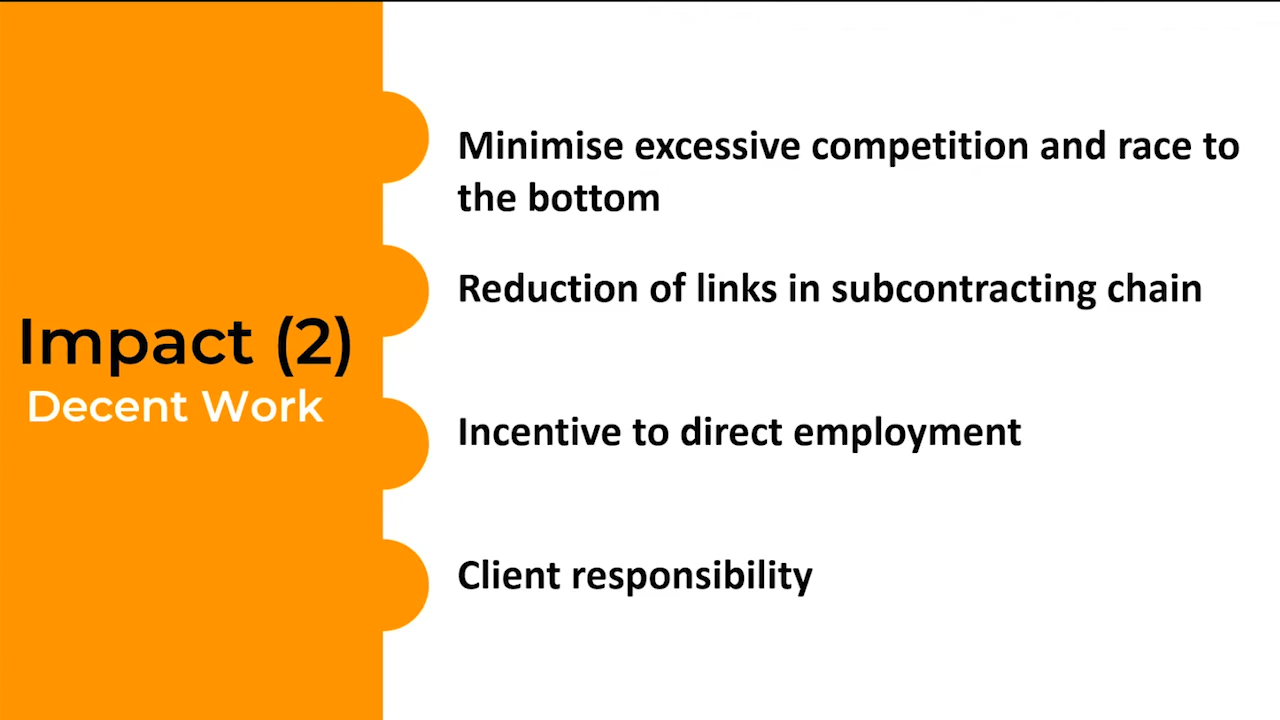 Impact (2)
Decent Work
Minimise excessive competition and race to
the bottom
Reduction of links in subcontracting chain
Incentive to direct employment
Client responsibility